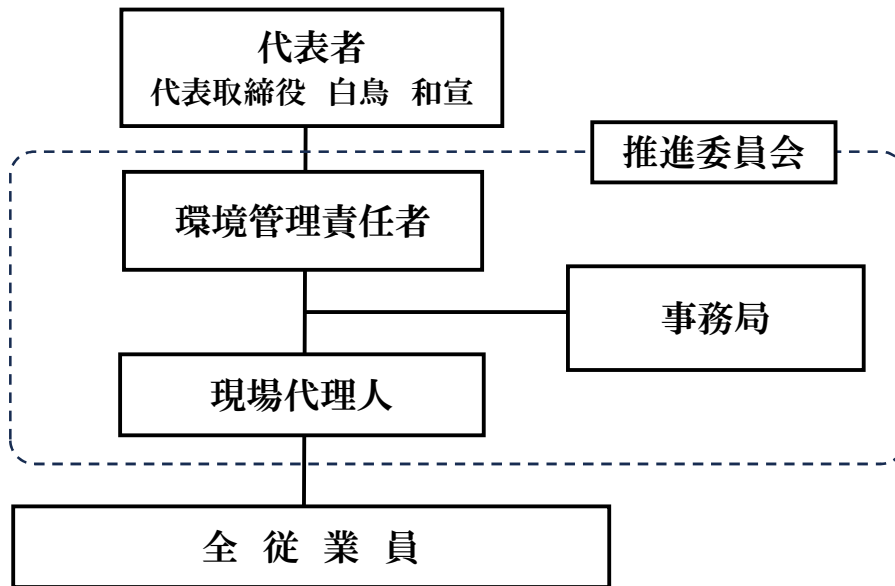 代表者
代表取締役 白鳥 和宣
推進委員会
環境管理責任者
事務局
現場代理人
全 従 業 員